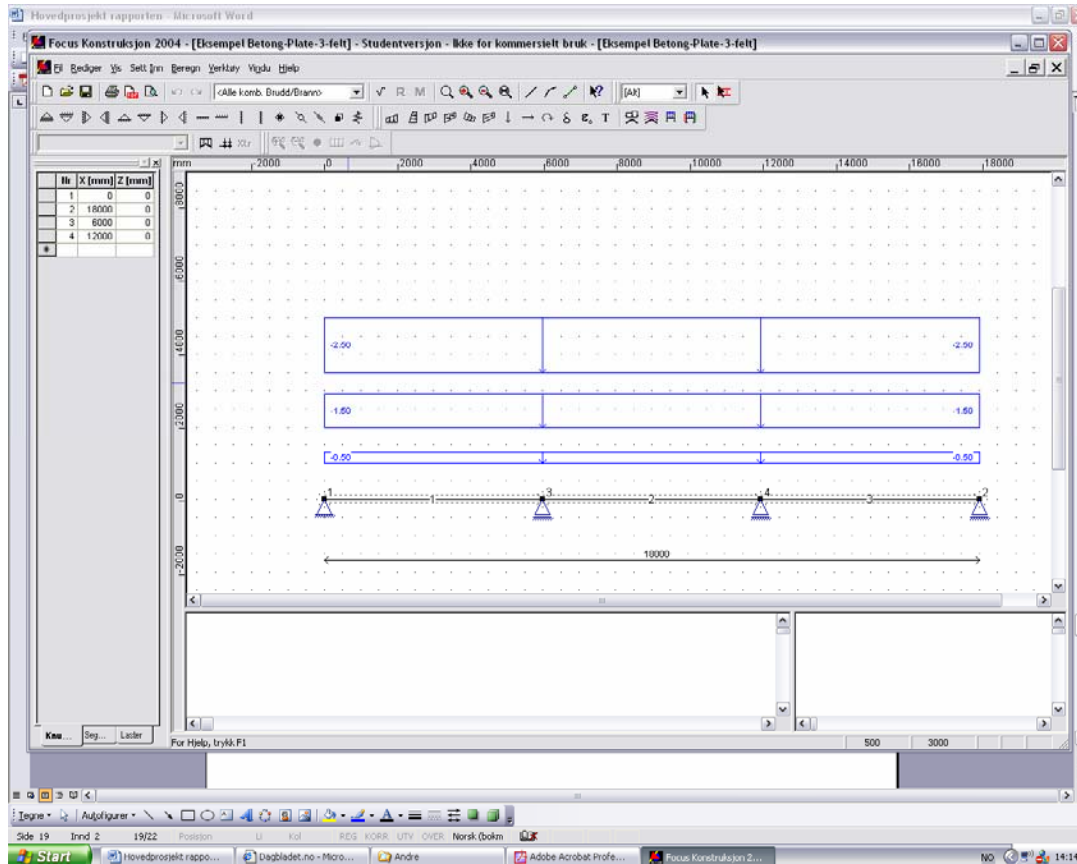 Hovedprosjekt rapporten - Microsoft Word
Focus Konstruksjon 2004 - [Eksempel Betong-Plate-3-felt] - Studentversjon - Ikke for kommersielt bruk - [Eksempel Betong-Plate-3-felt]
Fil Rediger Vis Sett Inn Beregn Verktøy Vindu Hjelp
<Alle komb. Brudd/Brann> R M [Alt]
T
Xtr
mm -2000 0 2000 4000 6000 8000 10000 12000 14000 16000 18000
Nr X [mm] Z [mm]
1 0 0
2 18000 0
3 6000 0
4 12000 0
*
8000
6000
4000
2000
0
-2000
-2.50 -2.50
-1.50 -1.50
-0.50 -0.50
1 3 4 2
1 2 3
18000
Knu... Seg... Laster
For Hjelp, trykk F1 500 3000
Tegne Autofigurer
Side 19 Innd 2 19/22 Posisjon Li Kol REG KORR UTV OVER Norsk (bokm
Start Hovedprosjekt rappo... Dagbladet.no - Micro... Andre Adobe Acrobat Profe... Focus Konstruksjon 2... NO 14:14